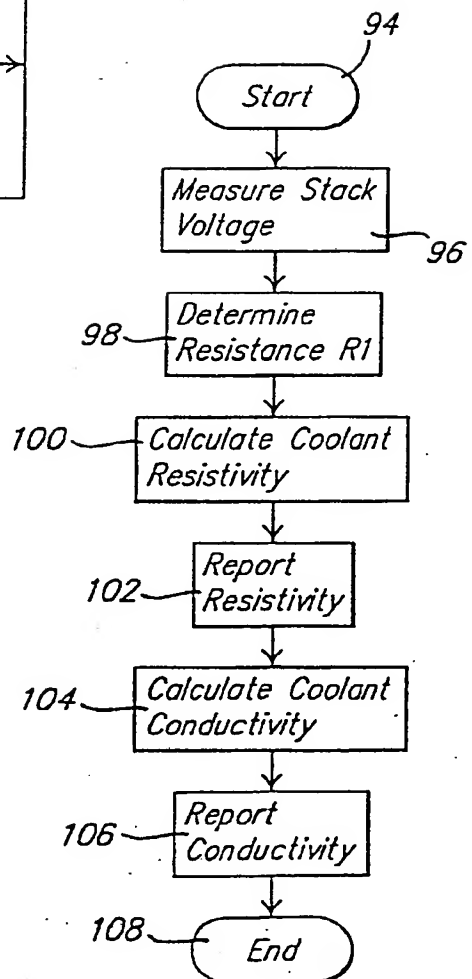 94
Start
Measure Stack
Voltage
96
98
Determine
Resistance R1
100
Calculate Coolant
Resistivity
102
Report
Resistivity
104
Calculate Coolant
Conductivity
106
Report
Conductivity
108
End